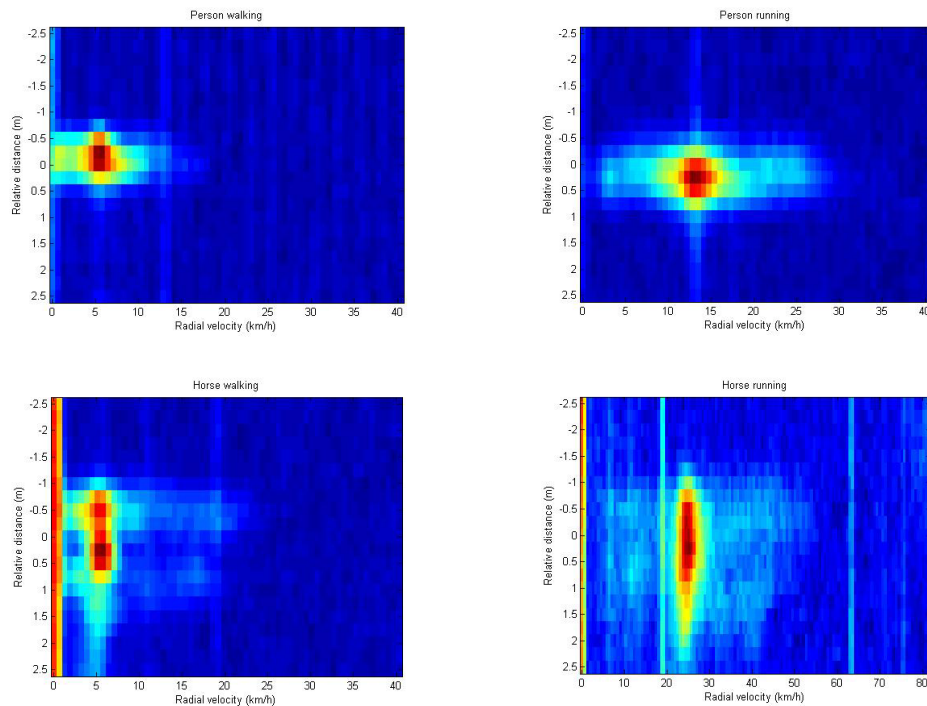 Person walking
-2.5
-2
-1.5
-1
-0.5
0
0.5
1
1.5
2
2.5
Relative distance (m)
0 5 10 15 20 25 30 35 40
Radial velocity (km/h)
Person running
-2.5
-2
-1.5
-1
-0.5
0
0.5
1
1.5
2
2.5
Relative distance (m)
0 5 10 15 20 25 30 35 40
Radial velocity (km/h)
Horse walking
-2.5
-2
-1.5
-1
-0.5
0
0.5
1
1.5
2
2.5
Relative distance (m)
0 5 10 15 20 25 30 35 40
Radial velocity (km/h)
Horse running
-2.5
-2
-1.5
-1
-0.5
0
0.5
1
1.5
2
2.5
Relative distance (m)
0 10 20 30 40 50 60 70 80
Radial velocity (km/h)